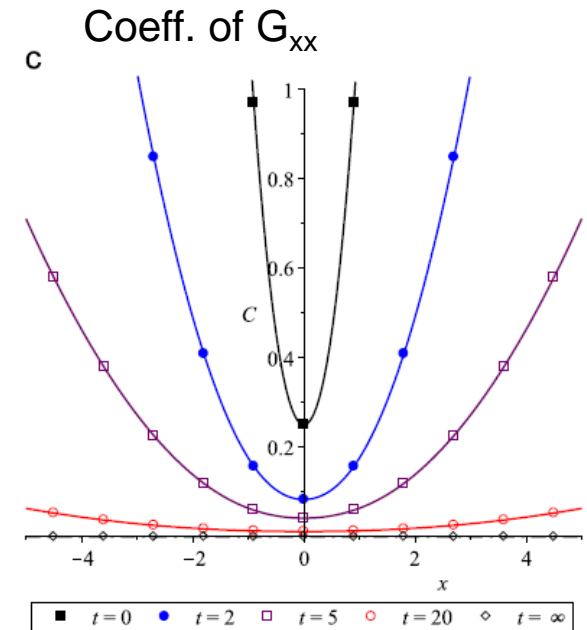 Coeff. of Gxx
c
1
0.8
0.6
C
0.4
0.2
−4 −2 0 2 4
x
t = 0 t = 2 t = 5 t = 20 t = ∞